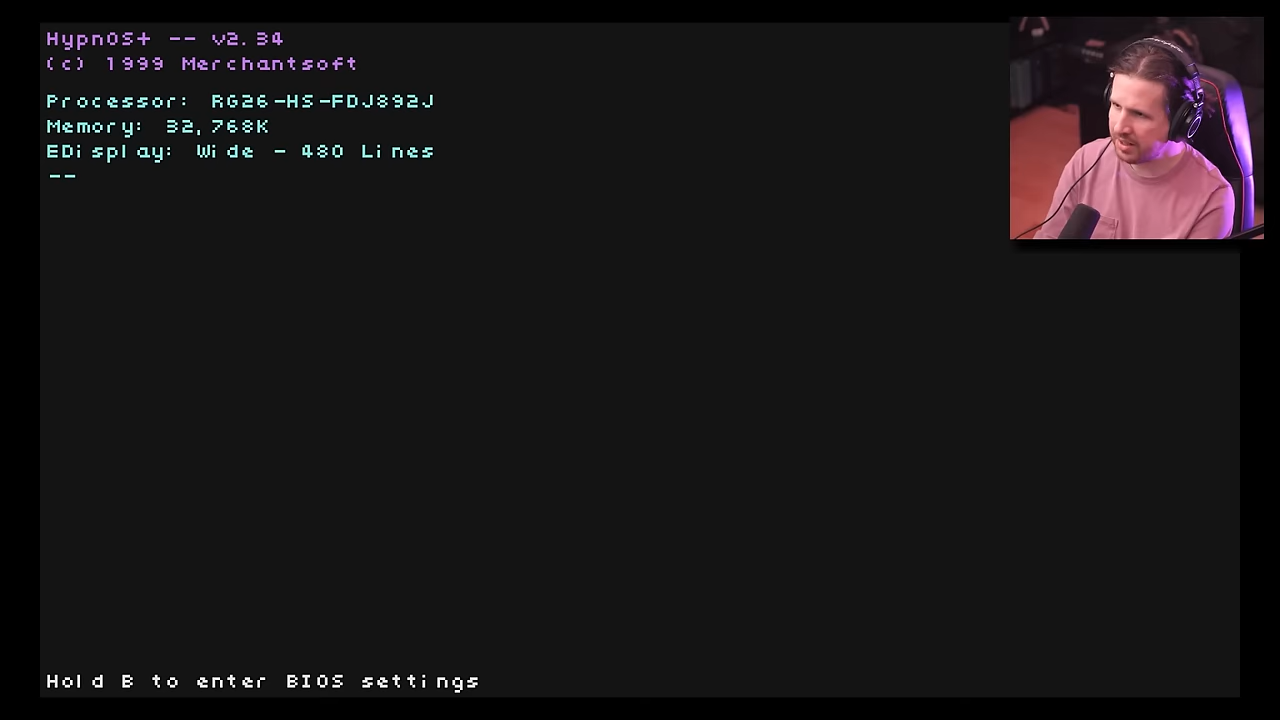 HypnOS+ -- v2.34
(c) 1999 Merchantsoft
Processor: RG26-HS-FDJ892J
Memory: 32,768K
EDisplay: Wide - 480 Lines
--
Hold B to enter BIOS settings